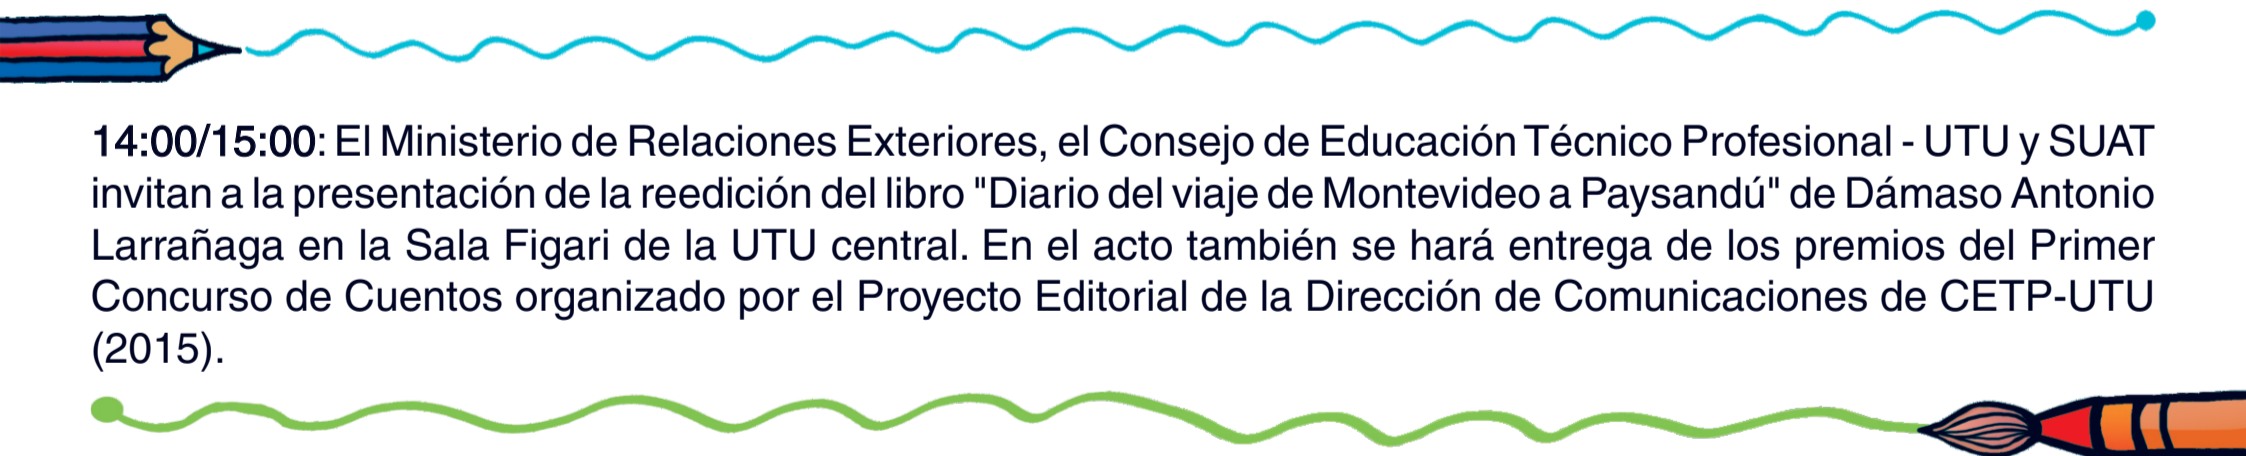 14:00/15:00: El Ministerio de Relaciones Exteriores, el Consejo de Educación Técnico Profesional - UTU y SUAT
invitan a la presentación de la reedición del libro "Diario del viaje de Montevideo a Paysandú" de Dámaso Antonio
Larrañaga en la Sala Figari de la UTU central. En el acto también se hará entrega de los premios del Primer
Concurso de Cuentos organizado por el Proyecto Editorial de la Dirección de Comunicaciones de CETP-UTU
(2015).